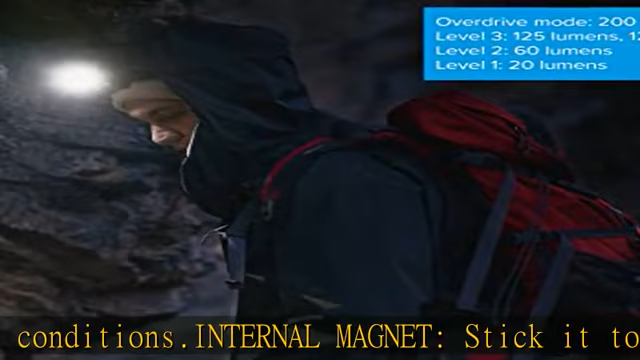 Overdrive mode: 200
Level 3: 125 lumens,
Level 2: 60 lumens
Level 1: 20 lumens
conditions.INTERNAL MAGNET: Stick it to